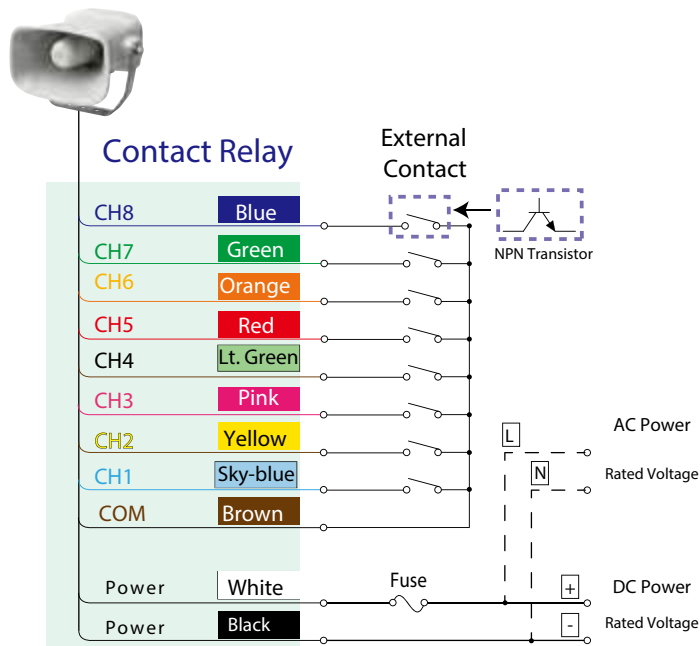 Contact Relay
External
Contact
CH8 Blue
NPN Transistor
CH7 Green
CH6 Orange
CH5 Red
CH4 Lt. Green
CH3 Pink
CH2 Yellow
L AC Power
CH1 Sky-blue
N Rated Voltage
COM Brown
Power White Fuse + DC Power
Power Black - Rated Voltage